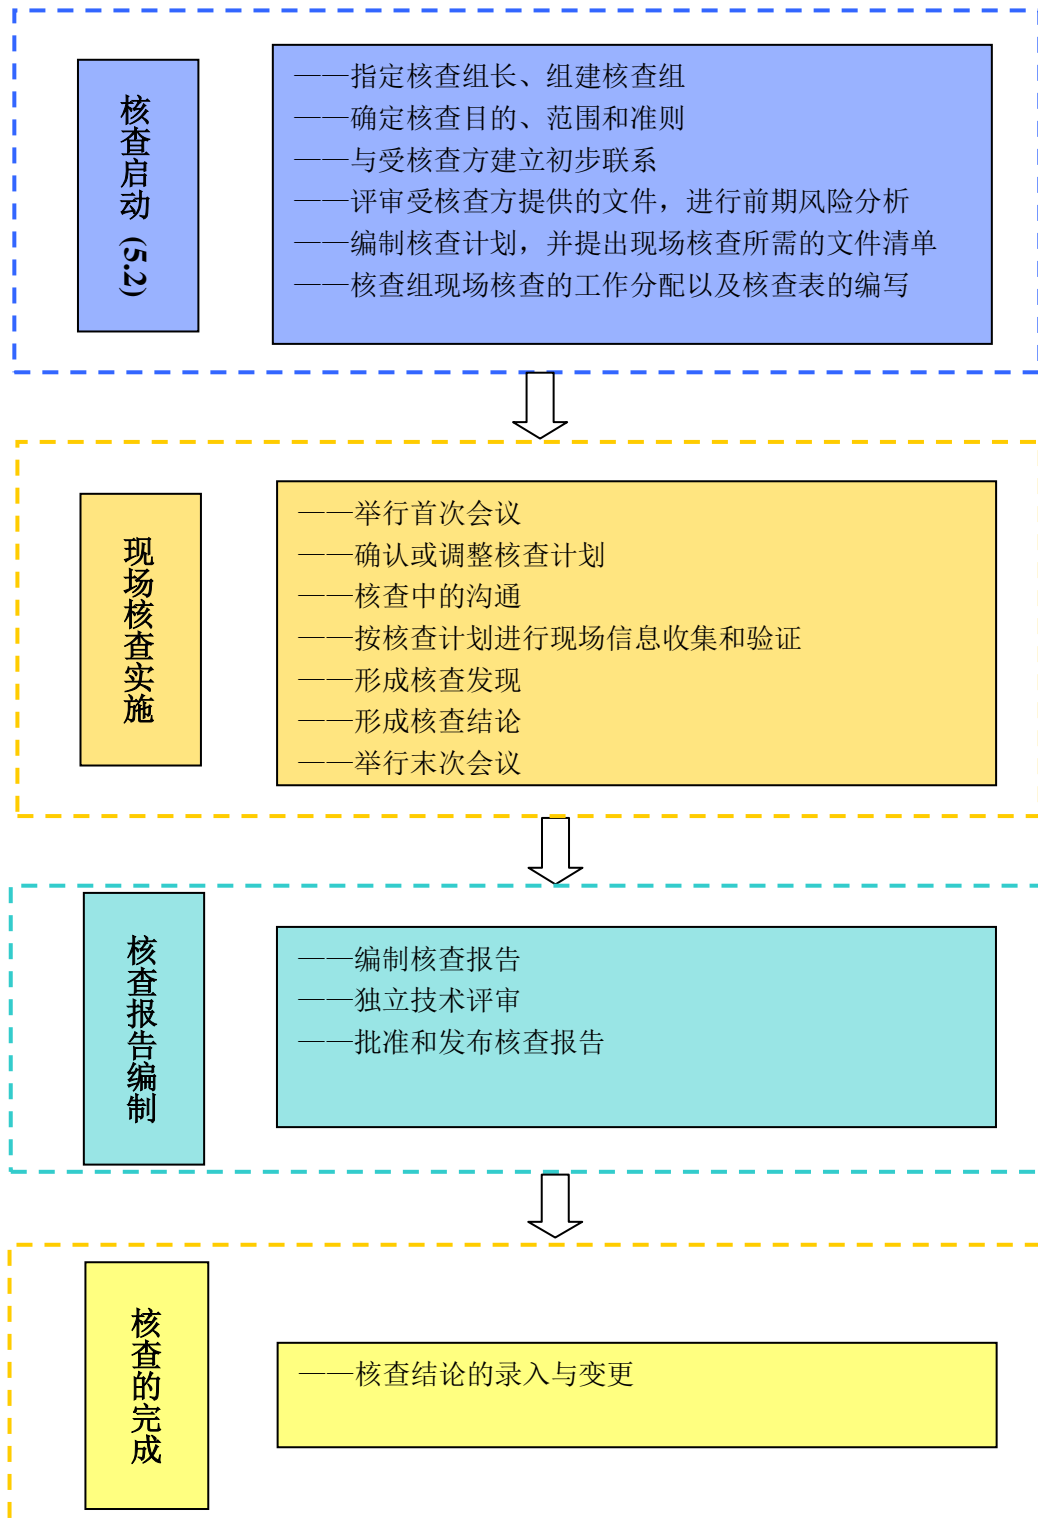 核查启动 (5.2)
——指定核查组长、组建核查组
——确定核查目的、范围和准则
——与受核查方建立初步联系
——评审受核查方提供的文件，进行前期风险分析
——编制核查计划，并提出现场核查所需的文件清单
——核查组现场核查的工作分配以及核查表的编写
现场核查实施
——举行首次会议
——确认或调整核查计划
——核查中的沟通
——按核查计划进行现场信息收集和验证
——形成核查发现
——形成核查结论
——举行末次会议
核查报告编制
——编制核查报告
——独立技术评审
——批准和发布核查报告
核查的完成
——核查结论的录入与变更